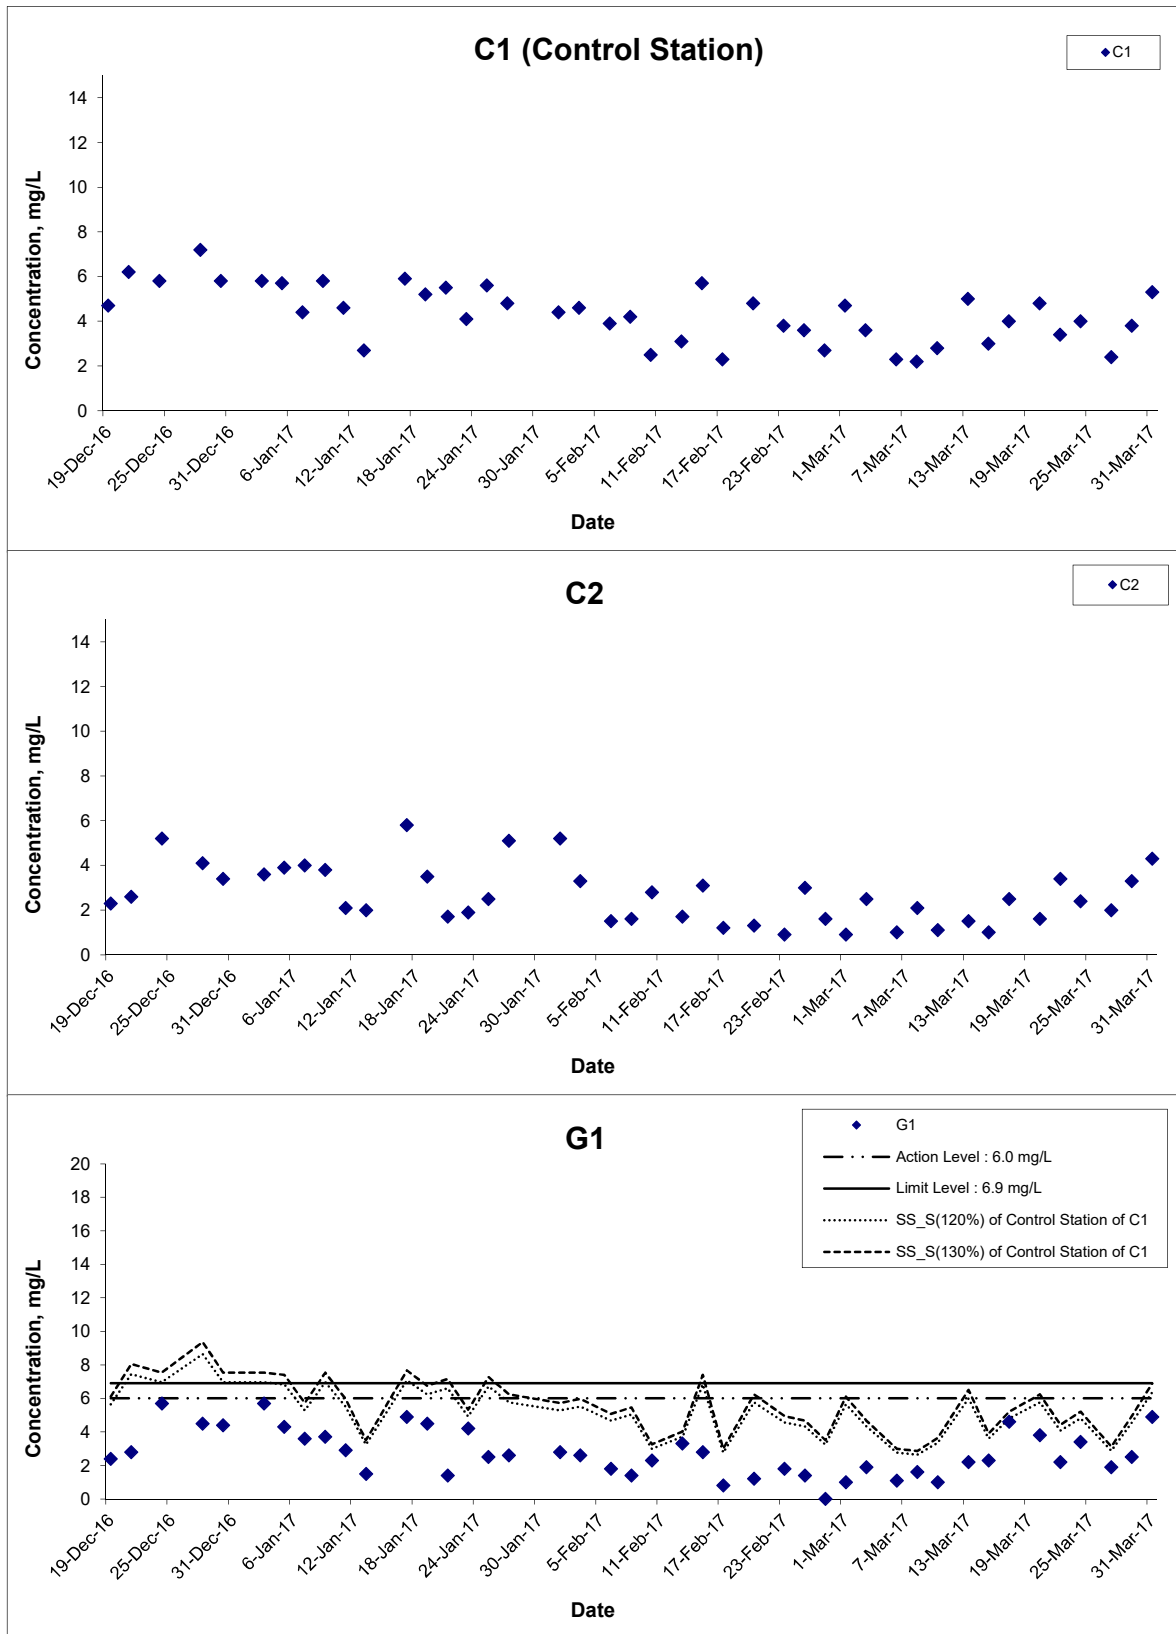 C1 (Control Station)
C1
14
12
10
8
6
4
2
0
Concentration, mg/L
19-Dec-16
25-Dec-16
31-Dec-16
6-Jan-17
12-Jan-17
18-Jan-17
24-Jan-17
30-Jan-17
5-Feb-17
11-Feb-17
17-Feb-17
23-Feb-17
1-Mar-17
7-Mar-17
13-Mar-17
19-Mar-17
25-Mar-17
31-Mar-17
Date
C2
C2
14
12
10
8
6
4
2
0
Concentration, mg/L
19-Dec-16
25-Dec-16
31-Dec-16
6-Jan-17
12-Jan-17
18-Jan-17
24-Jan-17
30-Jan-17
5-Feb-17
11-Feb-17
17-Feb-17
23-Feb-17
1-Mar-17
7-Mar-17
13-Mar-17
19-Mar-17
25-Mar-17
31-Mar-17
Date
G1
G1
Action Level : 6.0 mg/L
Limit Level : 6.9 mg/L
SS_S(120%) of Control Station of C1
SS_S(130%) of Control Station of C1
20
18
16
14
12
10
8
6
4
2
0
Concentration, mg/L
19-Dec-16
25-Dec-16
31-Dec-16
6-Jan-17
12-Jan-17
18-Jan-17
24-Jan-17
30-Jan-17
5-Feb-17
11-Feb-17
17-Feb-17
23-Feb-17
1-Mar-17
7-Mar-17
13-Mar-17
19-Mar-17
25-Mar-17
31-Mar-17
Date